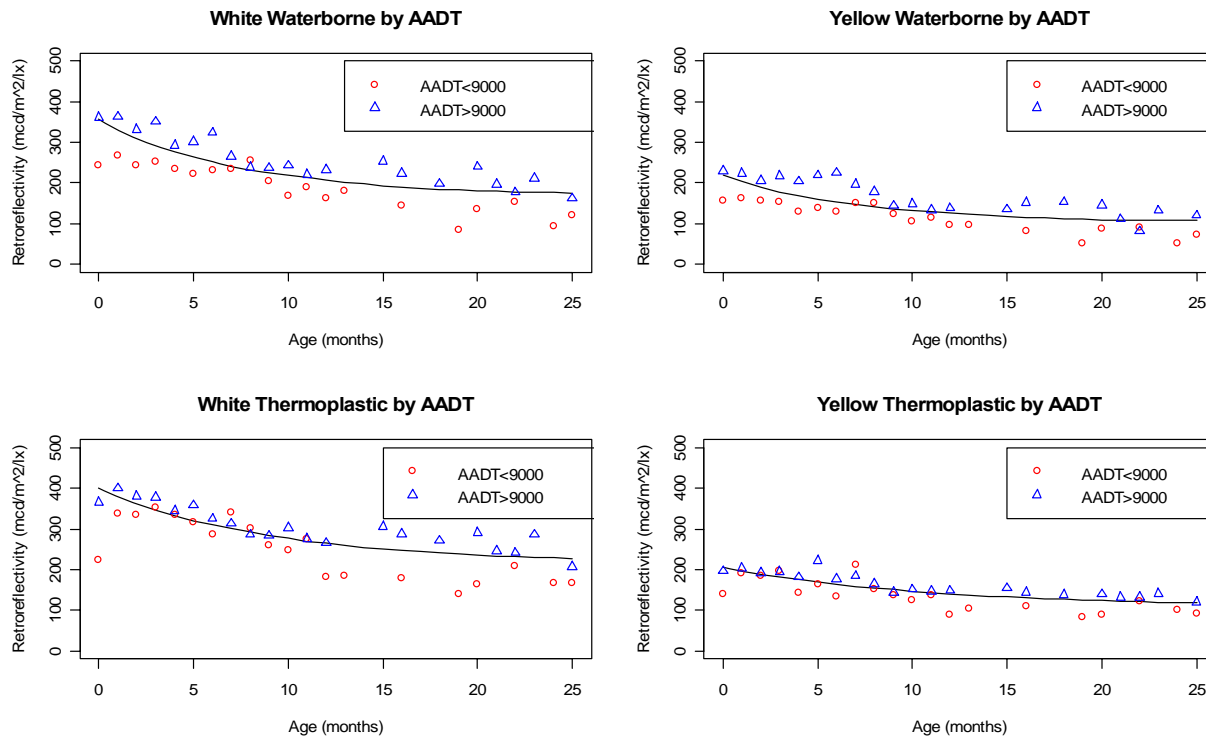 White Waterborne by AADT
Retroreflectivity (mcd/m^2/lx)
500
400
300
200
100
0
AADT<9000
AADT>9000
0 5 10 15 20 25
Age (months)
Yellow Waterborne by AADT
Retroreflectivity (mcd/m^2/lx)
500
400
300
200
100
0
AADT<9000
AADT>9000
0 5 10 15 20 25
Age (months)
White Thermoplastic by AADT
Retroreflectivity (mcd/m^2/lx)
500
400
300
200
100
0
AADT<9000
AADT>9000
0 5 10 15 20 25
Age (months)
Yellow Thermoplastic by AADT
Retroreflectivity (mcd/m^2/lx)
500
400
300
200
100
0
AADT<9000
AADT>9000
0 5 10 15 20 25
Age (months)